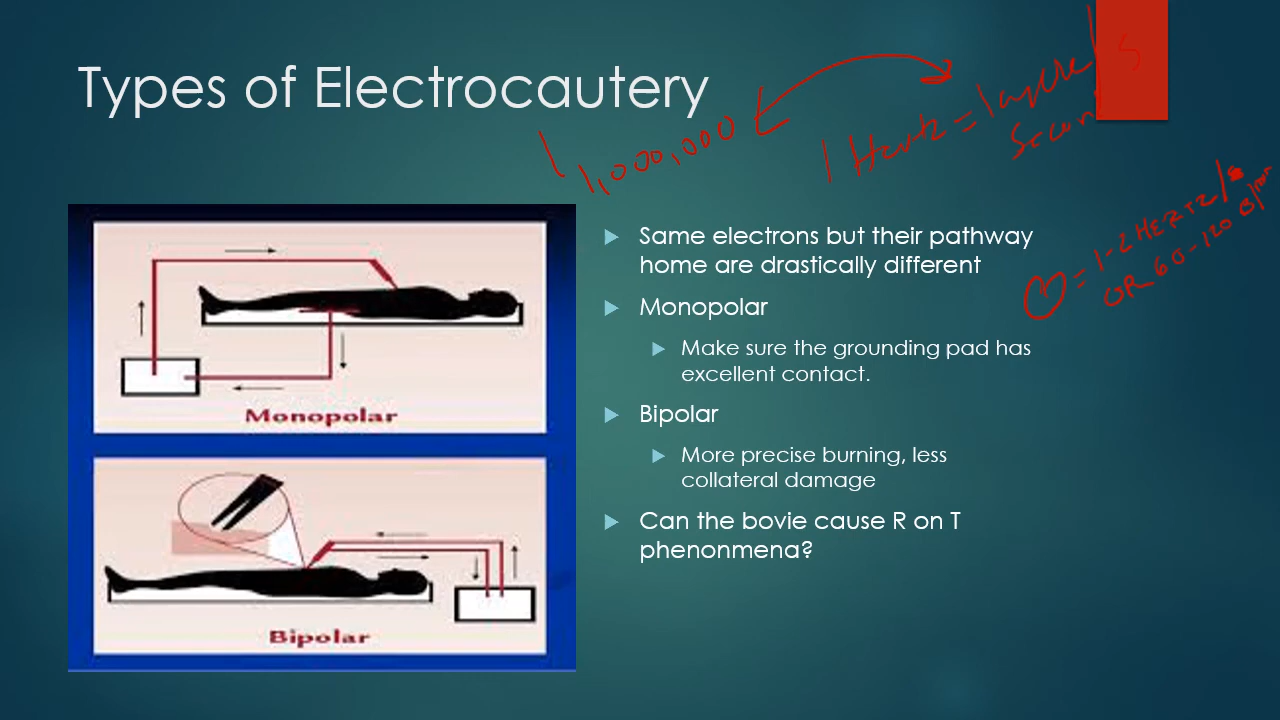 Types of Electrocautery
1,000,000
1 Hertz = 1 cycle/s
Second
= 1-2 HERTZ/
OR 60-120 B/min
Same electrons but their pathway
home are drastically different
Monopolar
Make sure the grounding pad has
excellent contact.
Bipolar
More precise burning, less
collateral damage
Can the bovie cause R on T
phenonmena?
Monopolar
Bipolar